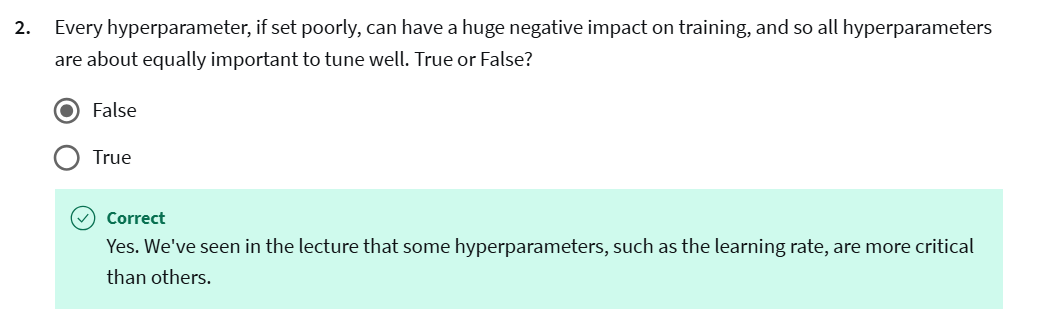 2. Every hyperparameter, if set poorly, can have a huge negative impact on training, and so all hyperparameters
are about equally important to tune well. True or False?
False
True
Correct
Yes. We've seen in the lecture that some hyperparameters, such as the learning rate, are more critical
than others.